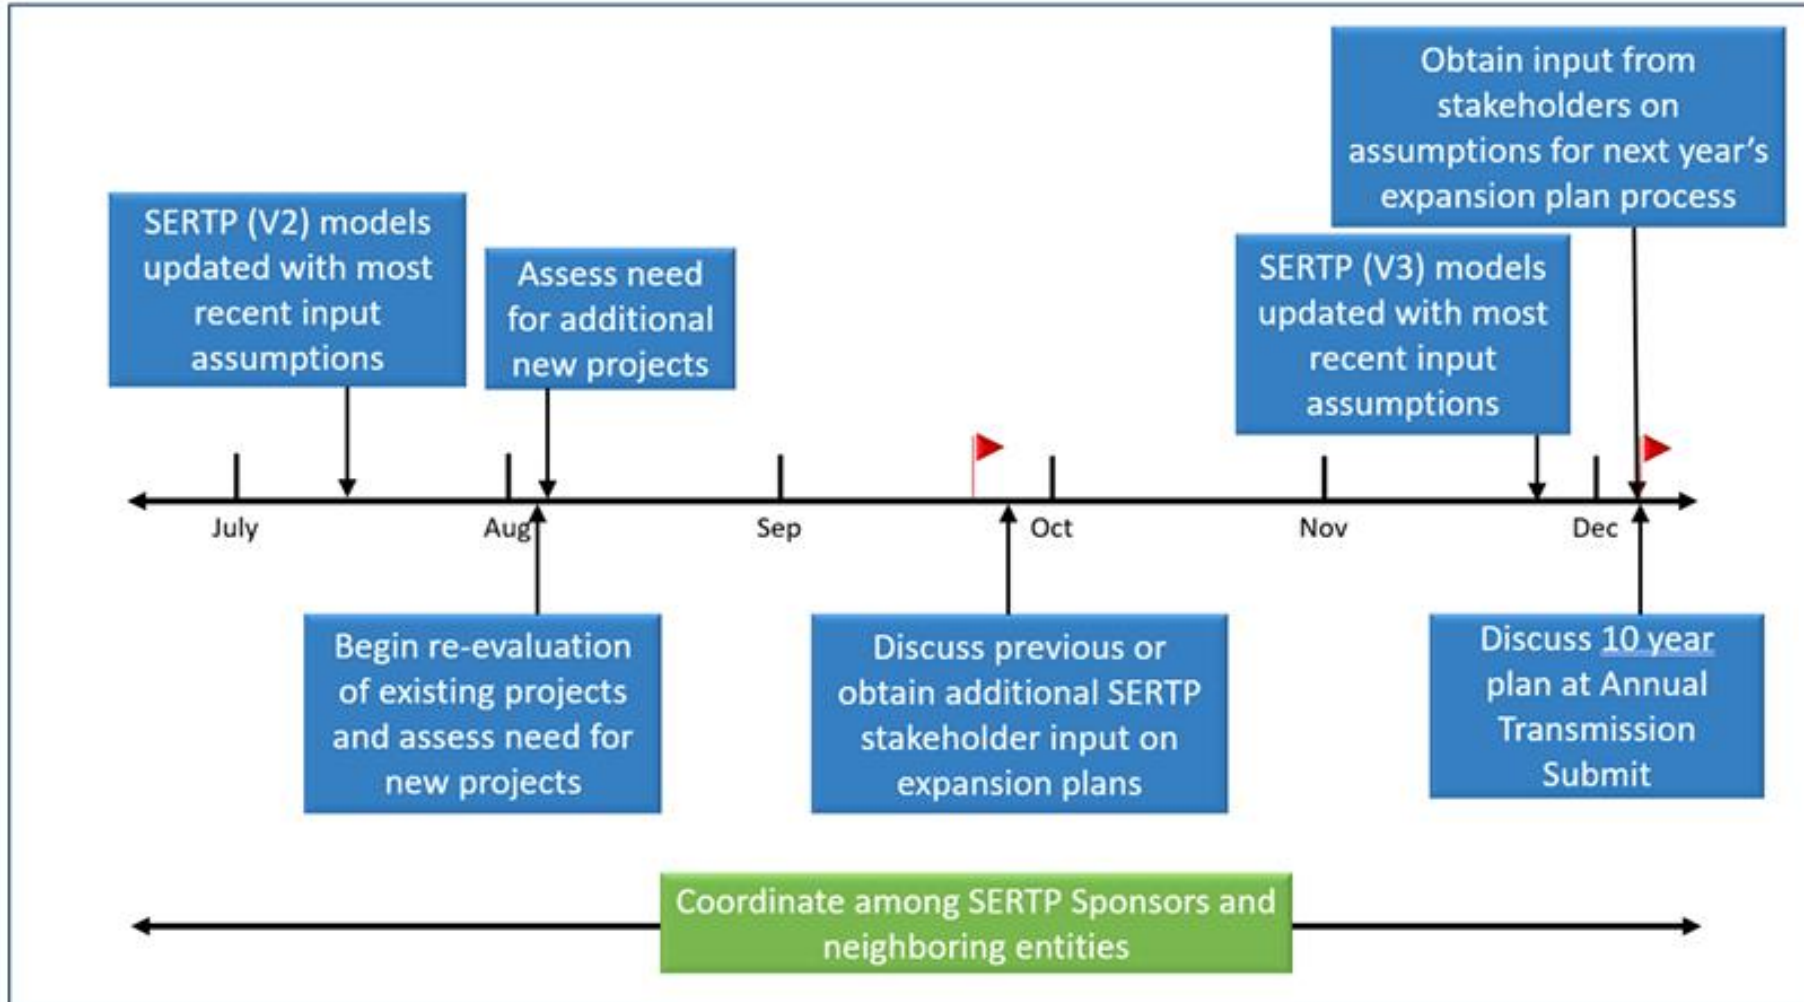 Obtain input from
stakeholders on
assumptions for next year's
expansion plan process
SERTP (V2) models
updated with most
recent input
assumptions
Assess need
for additional
new projects
SERTP (V3) models
updated with most
recent input
assumptions
July
Aug
Sep
Oct
Nov
Dec
Begin re-evaluation
of existing projects
and assess need for
new projects
Discuss previous or
obtain additional SERTP
stakeholder input on
expansion plans
Discuss 10 year
plan at Annual
Transmission
Submit
Coordinate among SERTP Sponsors and
neighboring entities